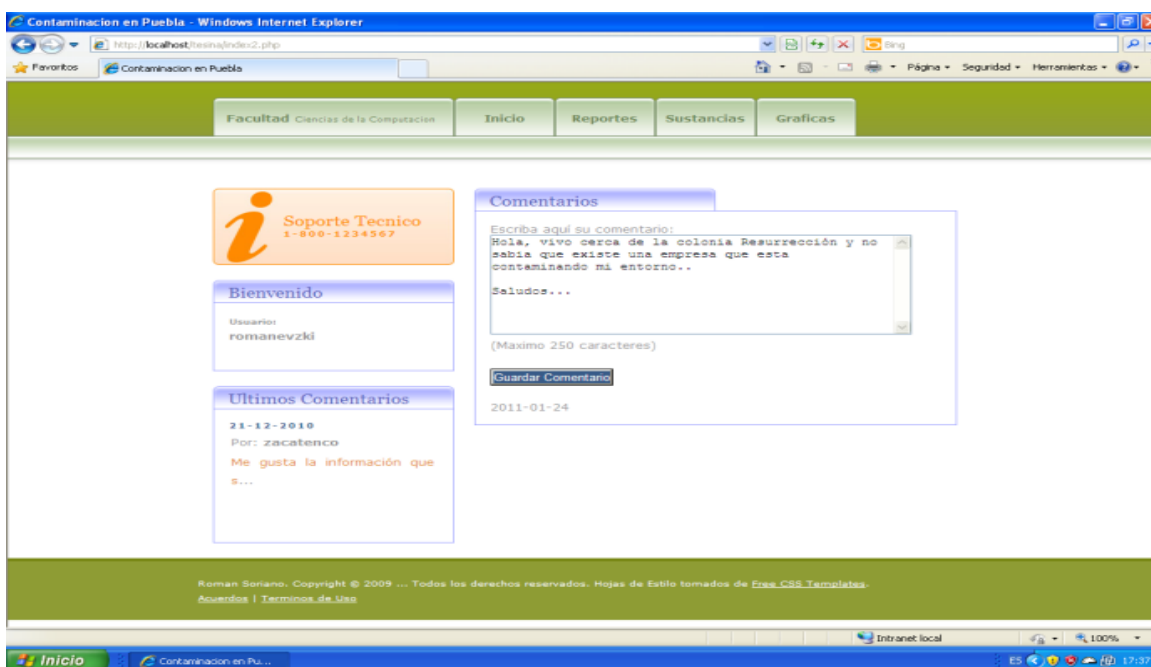 Contaminacion en Puebla - Windows Internet Explorer
http://localhost/tesina/index2.php
Bing
Favoritos
Contaminacion en Puebla
Página
Seguridad
Herramientas
Facultad Ciencias de la Computacion
Inicio
Reportes
Sustancias
Graficas
Soporte Tecnico
1-800-1234567
Bienvenido
Usuario:
romanevzki
Ultimos Comentarios
21-12-2010
Por: zacatenco
Me gusta la información que
s...
Comentarios
Escriba aquí su comentario:
Hola, vivo cerca de la colonia Resurrección y no
sabia que existe una empresa que esta
contaminando mi entorno..
Saludos...
(Maximo 250 caracteres)
Guardar Comentario
2011-01-24
Roman Soriano. Copyright © 2009 ... Todos los derechos reservados. Hojas de Estilo tomados de Free CSS Templates.
Acuerdos | Terminos de Uso
Intranet local
100%
Inicio
Contaminacion en Pu...
ES
17:37